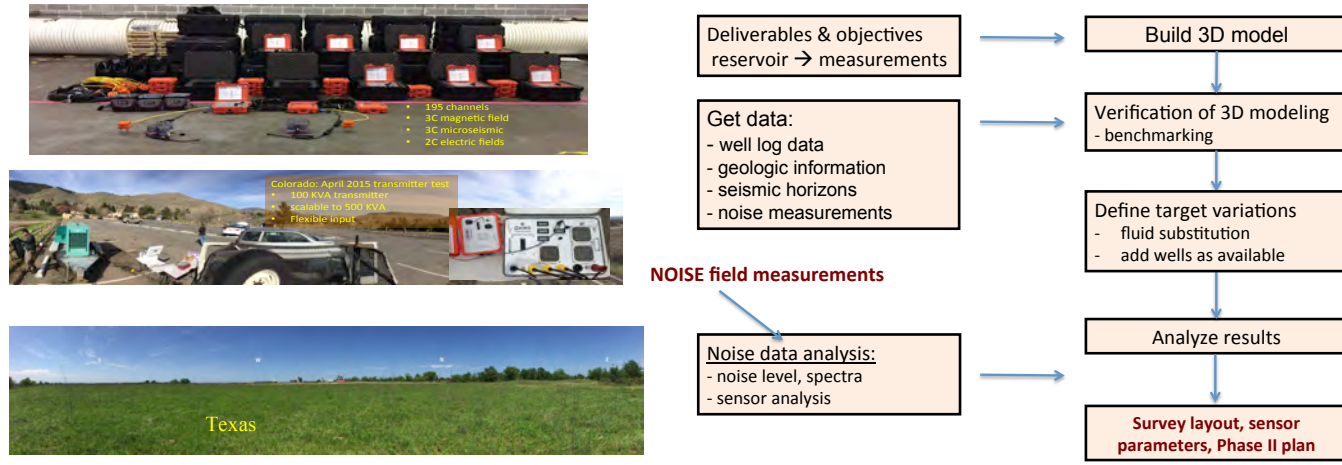 • 195 channels
• 3C magnetic field
• 3C microseismic
• 2C electric fields
Colorado: April 2015 transmitter test
• 100 KVA transmitter
• scalable to 500 KVA
• Flexible input
Texas
Deliverables & objectives
reservoir → measurements
Get data:
- well log data
- geologic information
- seismic horizons
- noise measurements
NOISE field measurements
Noise data analysis:
- noise level, spectra
- sensor analysis
Build 3D model
Verification of 3D modeling
- benchmarking
Define target variations
- fluid substitution
- add wells as available
Analyze results
Survey layout, sensor
parameters, Phase II plan